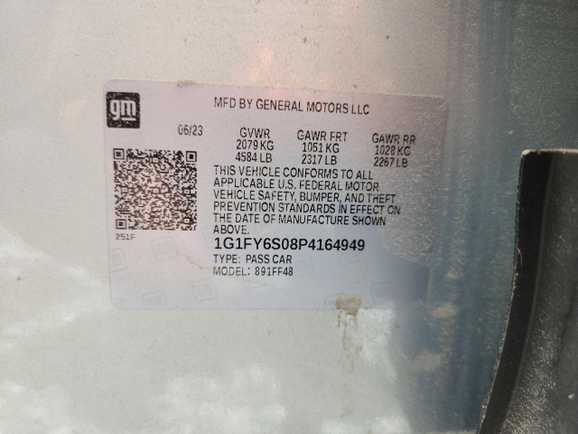 gm
MFD BY GENERAL MOTORS LLC
06/23 GVWR GAWR FRT GAWR RR
2079 KG 1051 KG 1028 KG
4584 LB 2317 LB 2267 LB
THIS VEHICLE CONFORMS TO ALL
APPLICABLE U.S. FEDERAL MOTOR
VEHICLE SAFETY, BUMPER, AND THEFT
PREVENTION STANDARDS IN EFFECT ON
THE DATE OF MANUFACTURE SHOWN
ABOVE.
251F
1G1FY6S08P4164949
TYPE: PASS CAR
MODEL: 891FF48